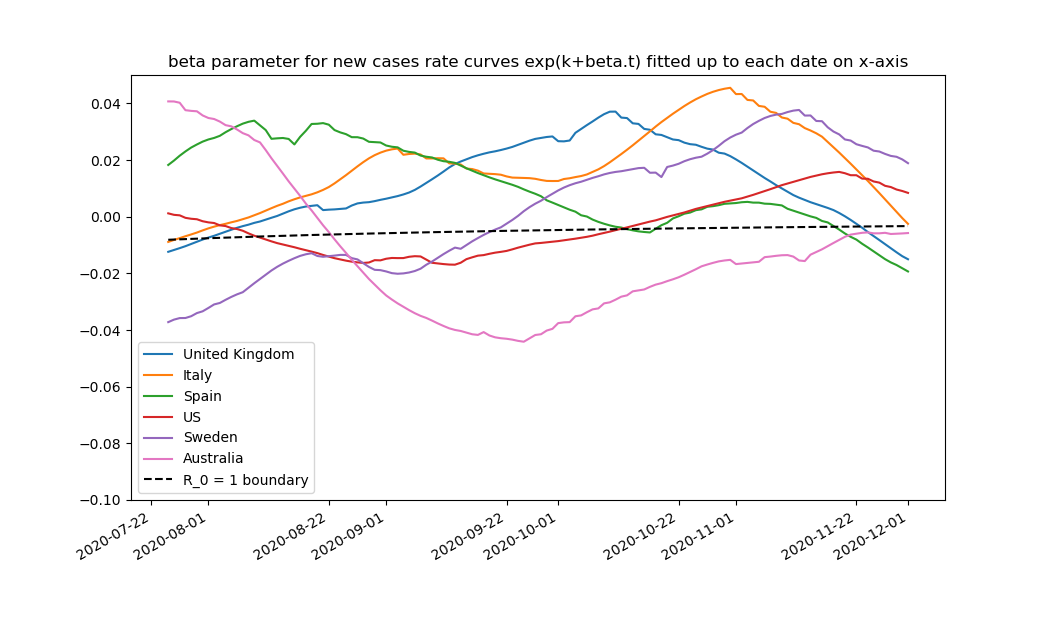 beta parameter for new cases rate curves exp(k+beta.t) fitted up to each date on x-axis
0.04
0.02
0.00
−0.02
−0.04
−0.06
−0.08
−0.10
United Kingdom
Italy
Spain
US
Sweden
Australia
R_0 = 1 boundary
2020-07-22
2020-08-01
2020-08-22
2020-09-01
2020-09-22
2020-10-01
2020-10-22
2020-11-01
2020-11-22
2020-12-01